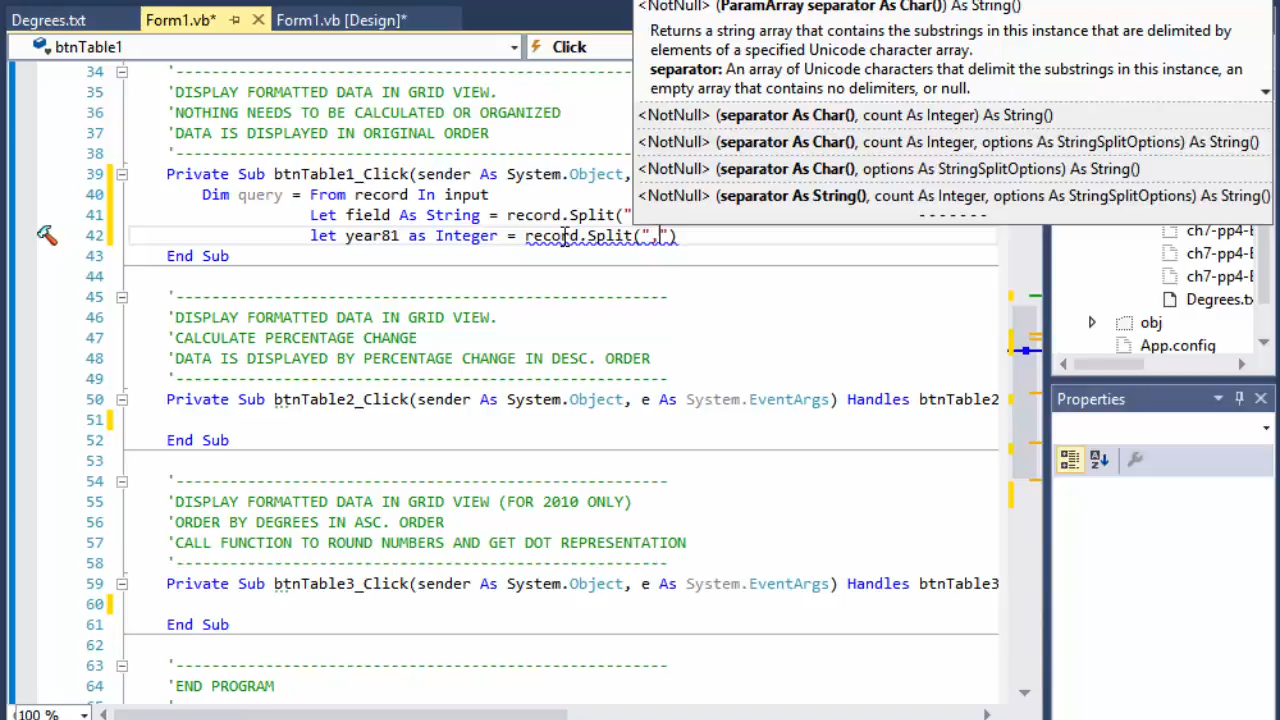 Degrees.txt Form1.vb* Form1.vb [Design]*
btnTable1 Click
<NotNull> (ParamArray separator As Char()) As String()
Returns a string array that contains the substrings in this instance that are delimited by
elements of a specified Unicode character array.
separator: An array of Unicode characters that delimit the substrings in this instance, an
empty array that contains no delimiters, or null.
<NotNull> (separator As Char(), count As Integer) As String()
<NotNull> (separator As Char(), count As Integer, options As StringSplitOptions) As String()
<NotNull> (separator As Char(), options As StringSplitOptions) As String()
<NotNull> (separator As String(), count As Integer, options As StringSplitOptions) As String()
34 '-------------------------------------------------------
35 'DISPLAY FORMATTED DATA IN GRID VIEW.
36 'NOTHING NEEDS TO BE CALCULATED OR ORGANIZED
37 'DATA IS DISPLAYED IN ORIGINAL ORDER
38 '-------------------------------------------------------
39 Private Sub btnTable1_Click(sender As System.Object,
40 Dim query = From record In input
41 Let field As String = record.Split("
42 let year81 as Integer = record.Split(",")
43 End Sub
44
45 '-------------------------------------------------------
46 'DISPLAY FORMATTED DATA IN GRID VIEW.
47 'CALCULATE PERCENTAGE CHANGE
48 'DATA IS DISPLAYED BY PERCENTAGE CHANGE IN DESC. ORDER
49 '-------------------------------------------------------
50 Private Sub btnTable2_Click(sender As System.Object, e As System.EventArgs) Handles btnTable2
51
52 End Sub
53
54 '-------------------------------------------------------
55 'DISPLAY FORMATTED DATA IN GRID VIEW (FOR 2010 ONLY)
56 'ORDER BY DEGREES IN ASC. ORDER
57 'CALL FUNCTION TO ROUND NUMBERS AND GET DOT REPRESENTATION
58 '-------------------------------------------------------
59 Private Sub btnTable3_Click(sender As System.Object, e As System.EventArgs) Handles btnTable3
60
61 End Sub
62
63 '-------------------------------------------------------
64 'END PROGRAM
100 %
ch7-pp4-
ch7-pp4-
ch7-pp4-
Degrees.tx
obj
App.config
Properties